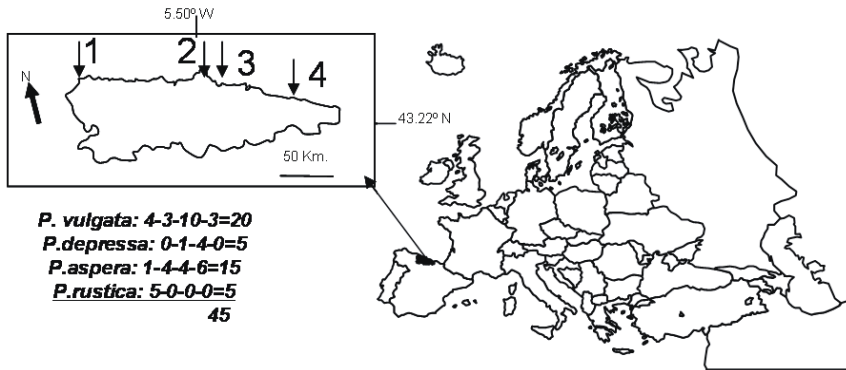 5.50º W
1 2 3 4
N
43.22º N
50 Km.
P. vulgata: 4-3-10-3=20
P.depressa: 0-1-4-0=5
P.aspera: 1-4-4-6=15
P.rustica: 5-0-0-0=5
45